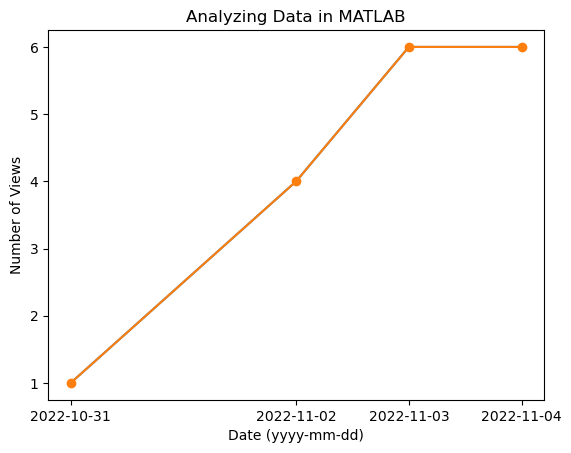 Analyzing Data in MATLAB
6
5
4
3
2
1
Number of Views
2022-10-31 2022-11-02 2022-11-03 2022-11-04
Date (yyyy-mm-dd)